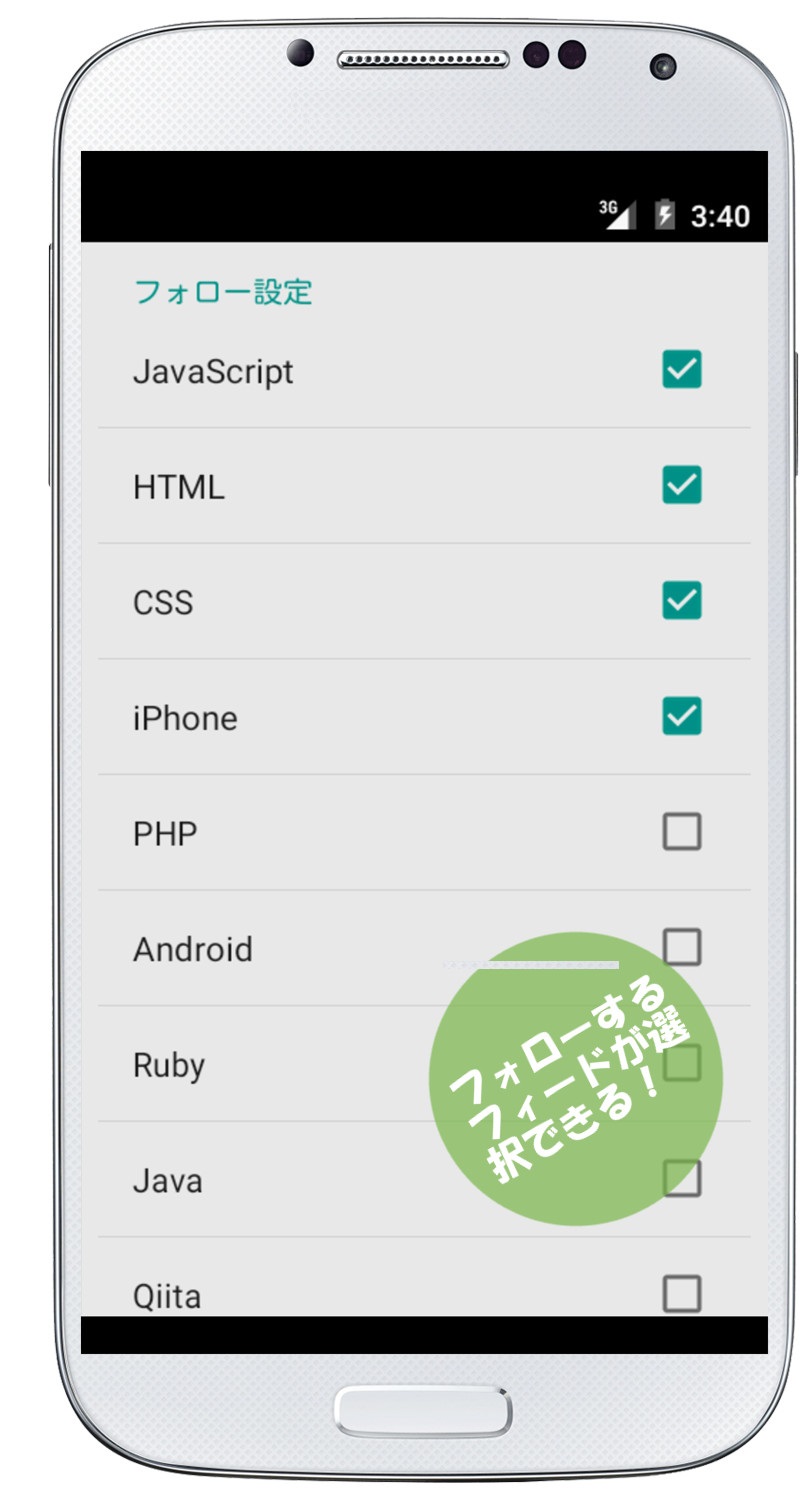 3G 3:40
フォロー設定
JavaScript
HTML
CSS
iPhone
PHP
Android
Ruby
Java
Qiita
フォローする
フィードが選
択できる！